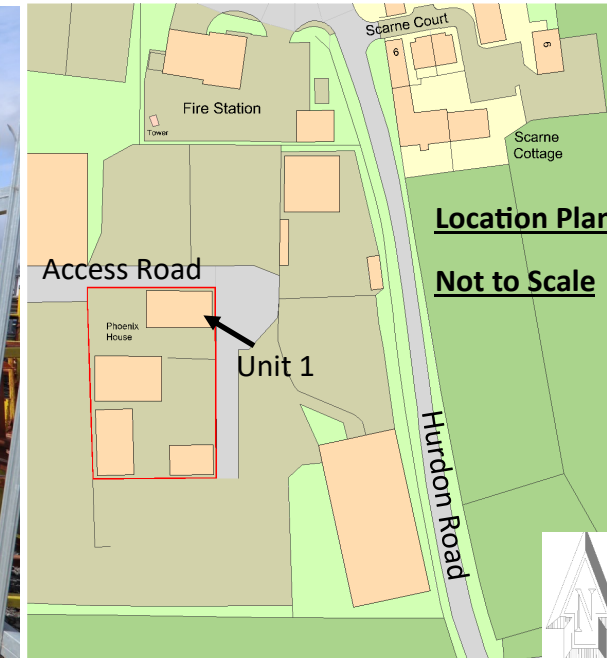 Scarne Court
6
6
Fire Station
Tower
Scarne
Cottage
Location Plan
Not to Scale
Access Road
Phoenix
House
Unit 1
Hurdon Road
N